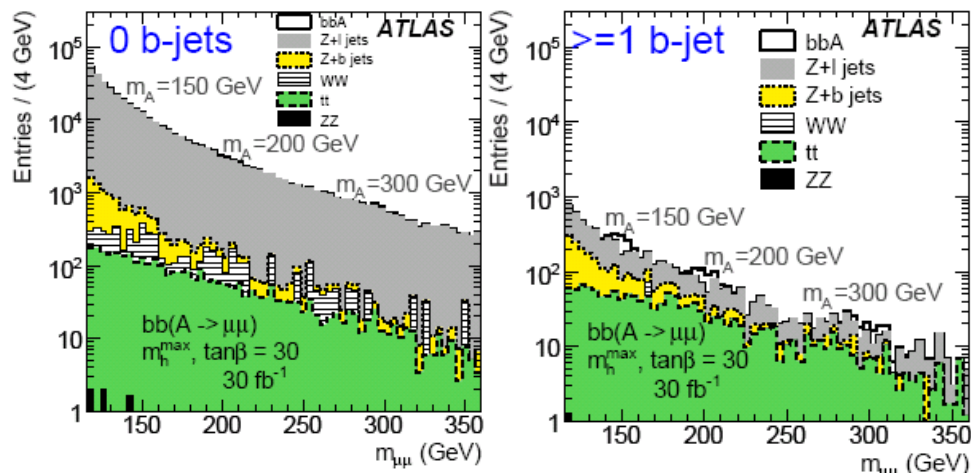 0 b-jets
ATLAS
bbA
Z+l jets
Z+b jets
WW
tt
ZZ
m_A=150 GeV
m_A=200 GeV
m_A=300 GeV
bb(A ->μμ)
m_h^max, tanβ = 30
30 fb⁻¹
Entries / (4 GeV)
10⁵
10⁴
10³
10²
10
1
150 200 250 300 350
m_μμ (GeV)
>=1 b-jet
ATLAS
bbA
Z+l jets
Z+b jets
WW
tt
ZZ
m_A=150 GeV
m_A=200 GeV
m_A=300 GeV
bb(A ->μμ)
m_h^max, tanβ = 30
30 fb⁻¹
Entries / (4 GeV)
10⁵
10⁴
10³
10²
10
1
150 200 250 300 350
m_μμ (GeV)